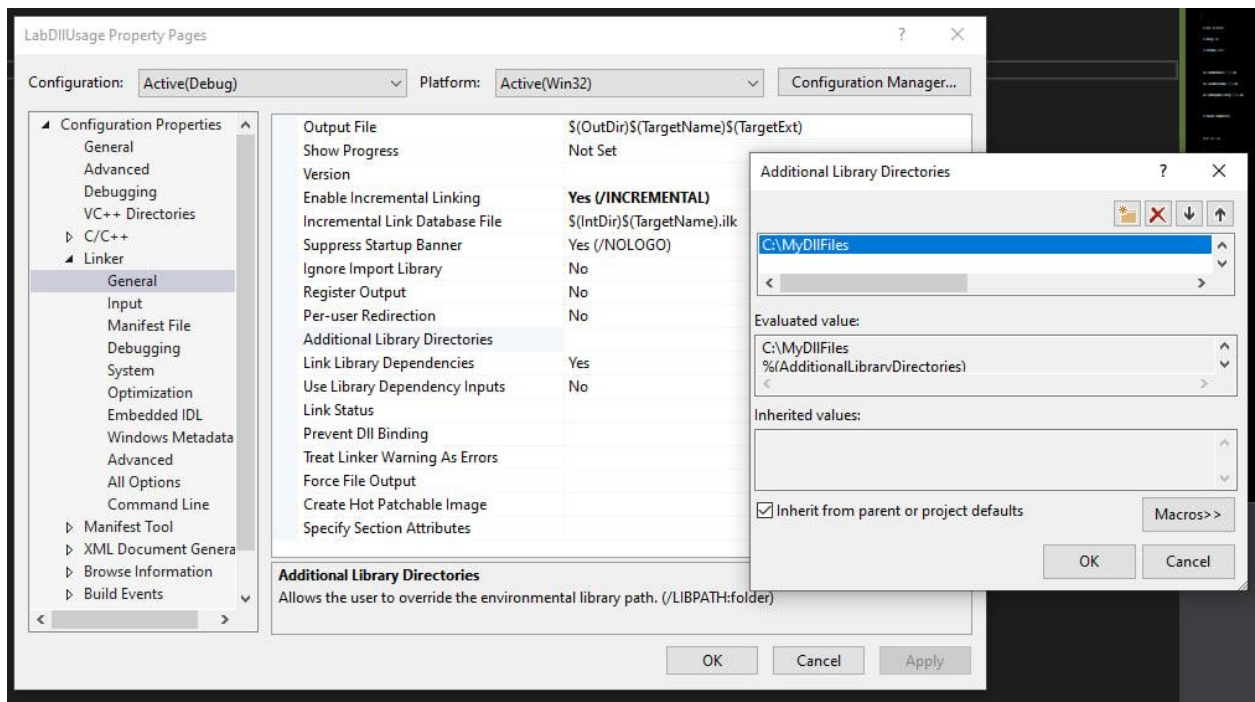 LabDllUsage Property Pages
?
Configuration: Active(Debug) Platform: Active(Win32) Configuration Manager...
Configuration Properties
General
Advanced
Debugging
VC++ Directories
C/C++
Linker
General
Input
Manifest File
Debugging
System
Optimization
Embedded IDL
Windows Metadata
Advanced
All Options
Command Line
Manifest Tool
XML Document Genera
Browse Information
Build Events
Output File $(OutDir)$(TargetName)$(TargetExt)
Show Progress Not Set
Version
Enable Incremental Linking Yes (/INCREMENTAL)
Incremental Link Database File $(IntDir)$(TargetName).ilk
Suppress Startup Banner Yes (/NOLOGO)
Ignore Import Library No
Register Output No
Per-user Redirection No
Additional Library Directories
Link Library Dependencies Yes
Use Library Dependency Inputs No
Link Status
Prevent Dll Binding
Treat Linker Warning As Errors
Force File Output
Create Hot Patchable Image
Specify Section Attributes
Additional Library Directories
Allows the user to override the environmental library path. (/LIBPATH:folder)
OK Cancel Apply
Additional Library Directories
?
C:\MyDllFiles
Evaluated value:
C:\MyDllFiles
%(AdditionalLibraryDirectories)
Inherited values:
Inherit from parent or project defaults
Macros>>
OK Cancel